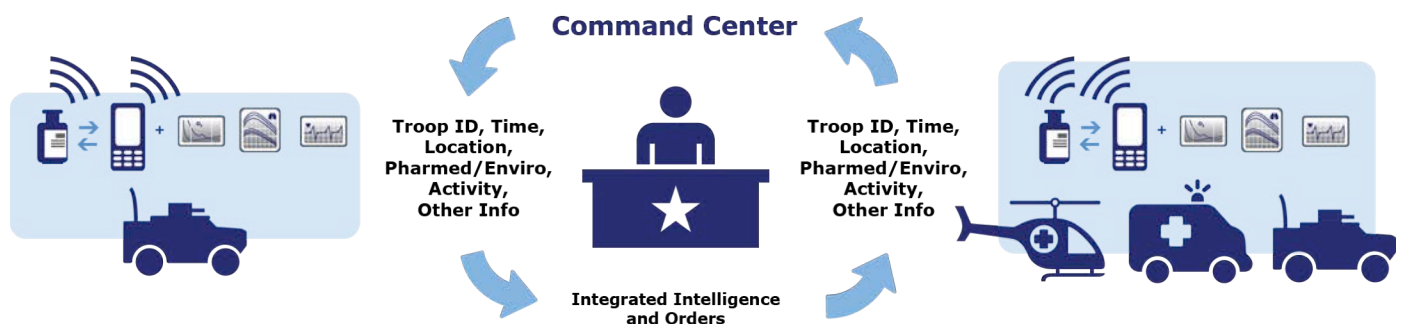 Command Center
+
Troop ID, Time,
Location,
Pharmed/Enviro,
Activity,
Other Info
Troop ID, Time,
Location,
Pharmed/Enviro,
Activity,
Other Info
+
Integrated Intelligence
and Orders